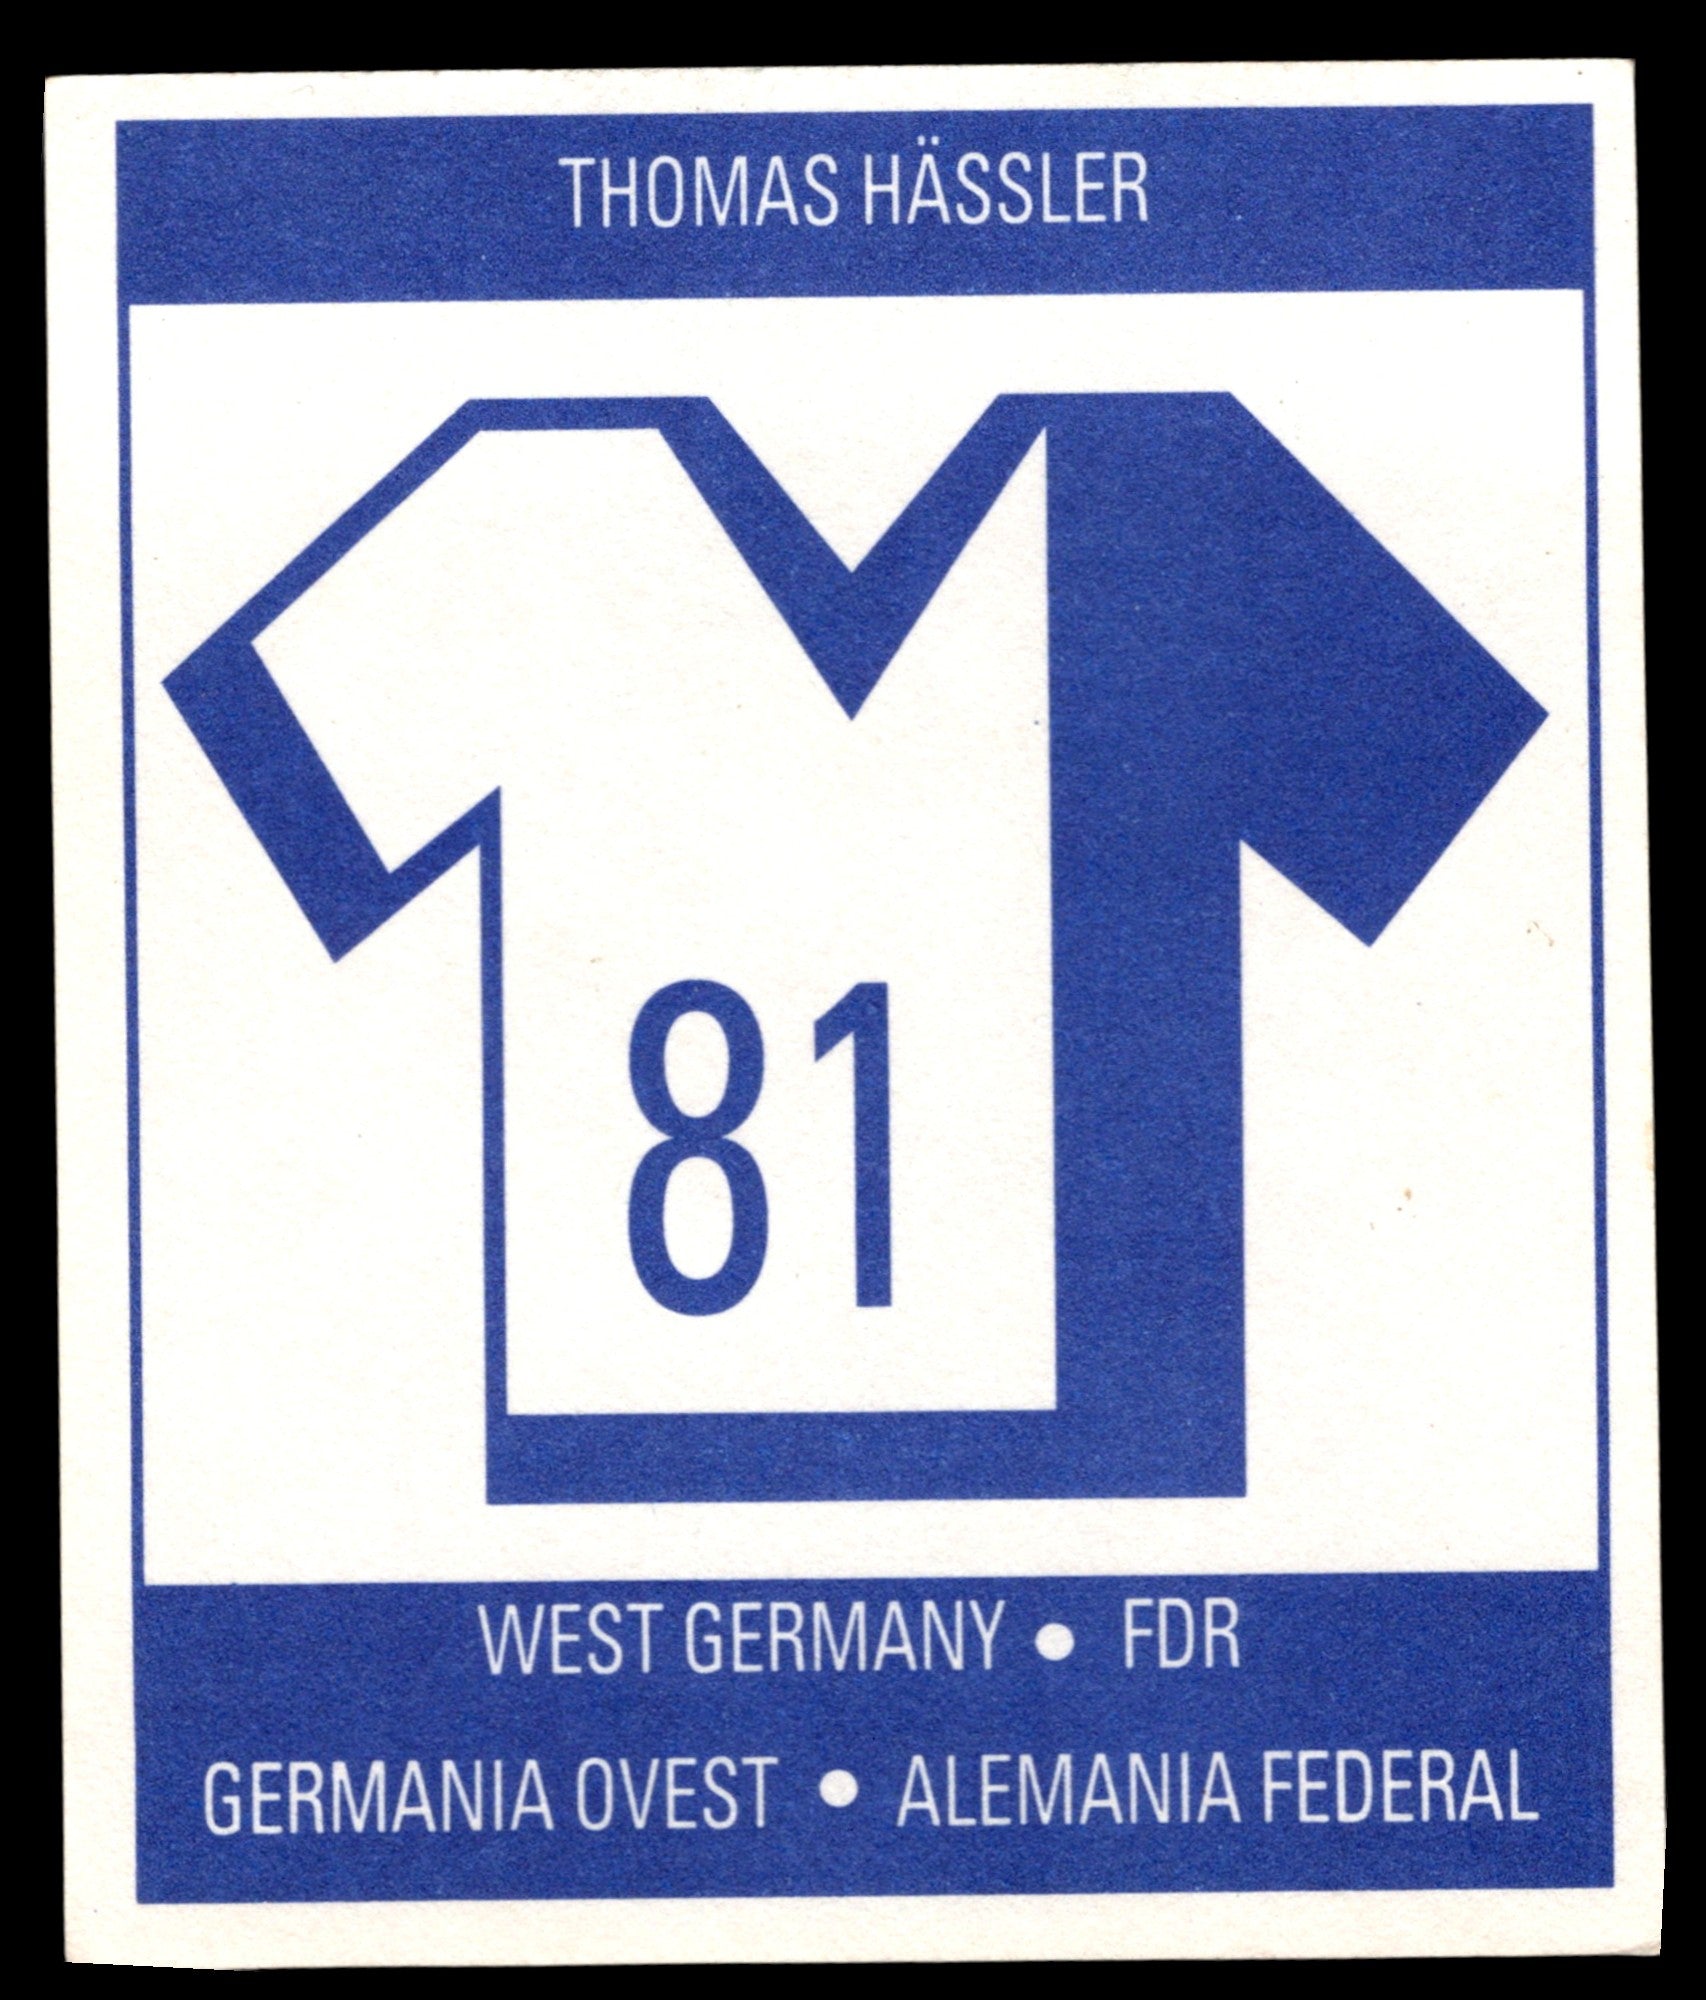 THOMAS HÄSSLER
81
WEST GERMANY • FDR
GERMANIA OVEST • ALEMANIA FEDERAL